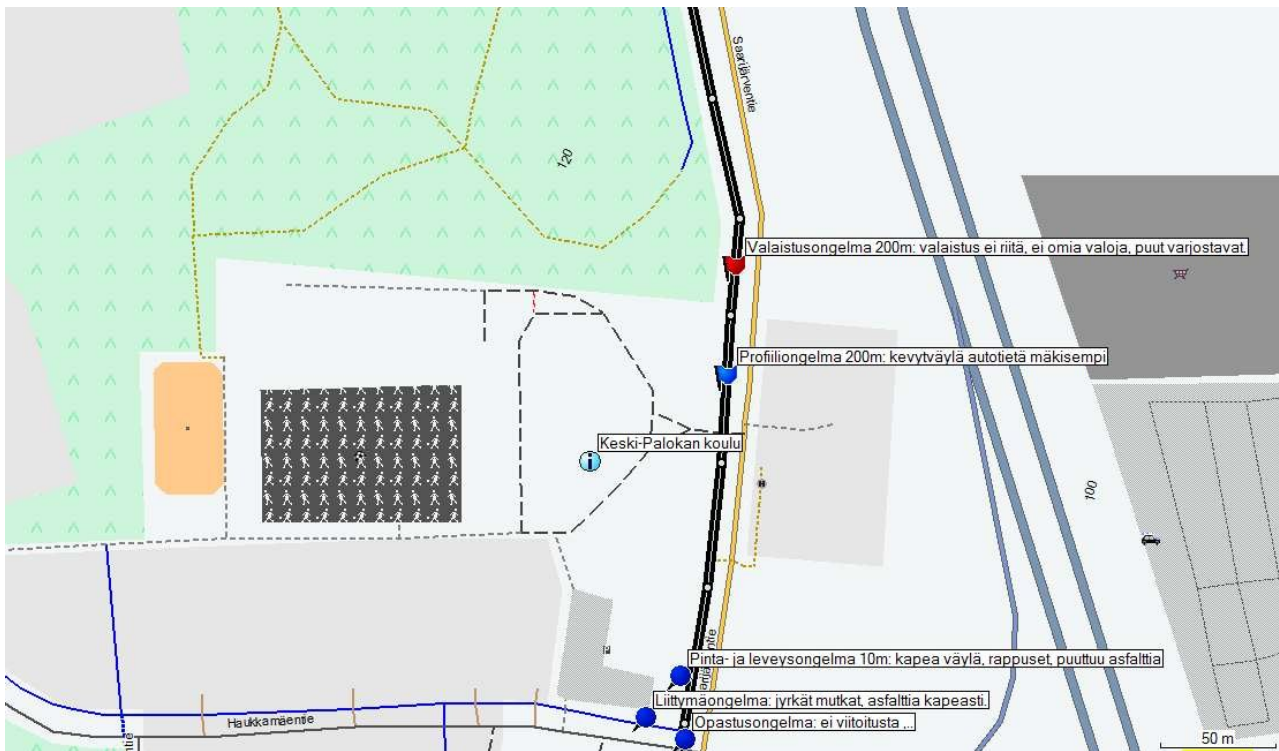 Saarijärventie
120
Valaistusongelma 200m: valaistus ei riitä, ei omia valoja, puut varjostavat.
Profiiliongelma 200m: kevytväylä autotietä mäkisempi
Keski-Palokan koulu
100
Pinta- ja leveysongelma 10m: kapea väylä, rappuset, puuttuu asfalttia
Liittymäongelma: jyrkät mutkat, asfalttia kapeasti.
Haukkamäentie
Opastusongelma: ei viitoitusta ,..
50 m